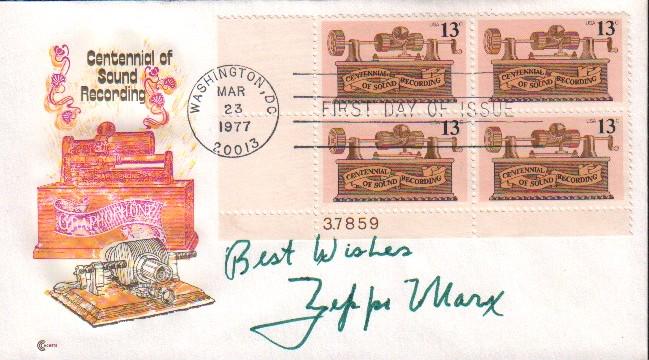 Centennial of
Sound
Recording
GRAPHOPHONE
WASHINGTON, DC
MAR
23
1977
20013
FIRST DAY OF ISSUE
USA 13c
CENTENNIAL
OF SOUND
RECORDING
USA 13c
CENTENNIAL
OF SOUND
RECORDING
USA 13c
CENTENNIAL
OF SOUND
RECORDING
USA 13c
CENTENNIAL
OF SOUND
RECORDING
37859
Best Wishes
Zeppo Marx